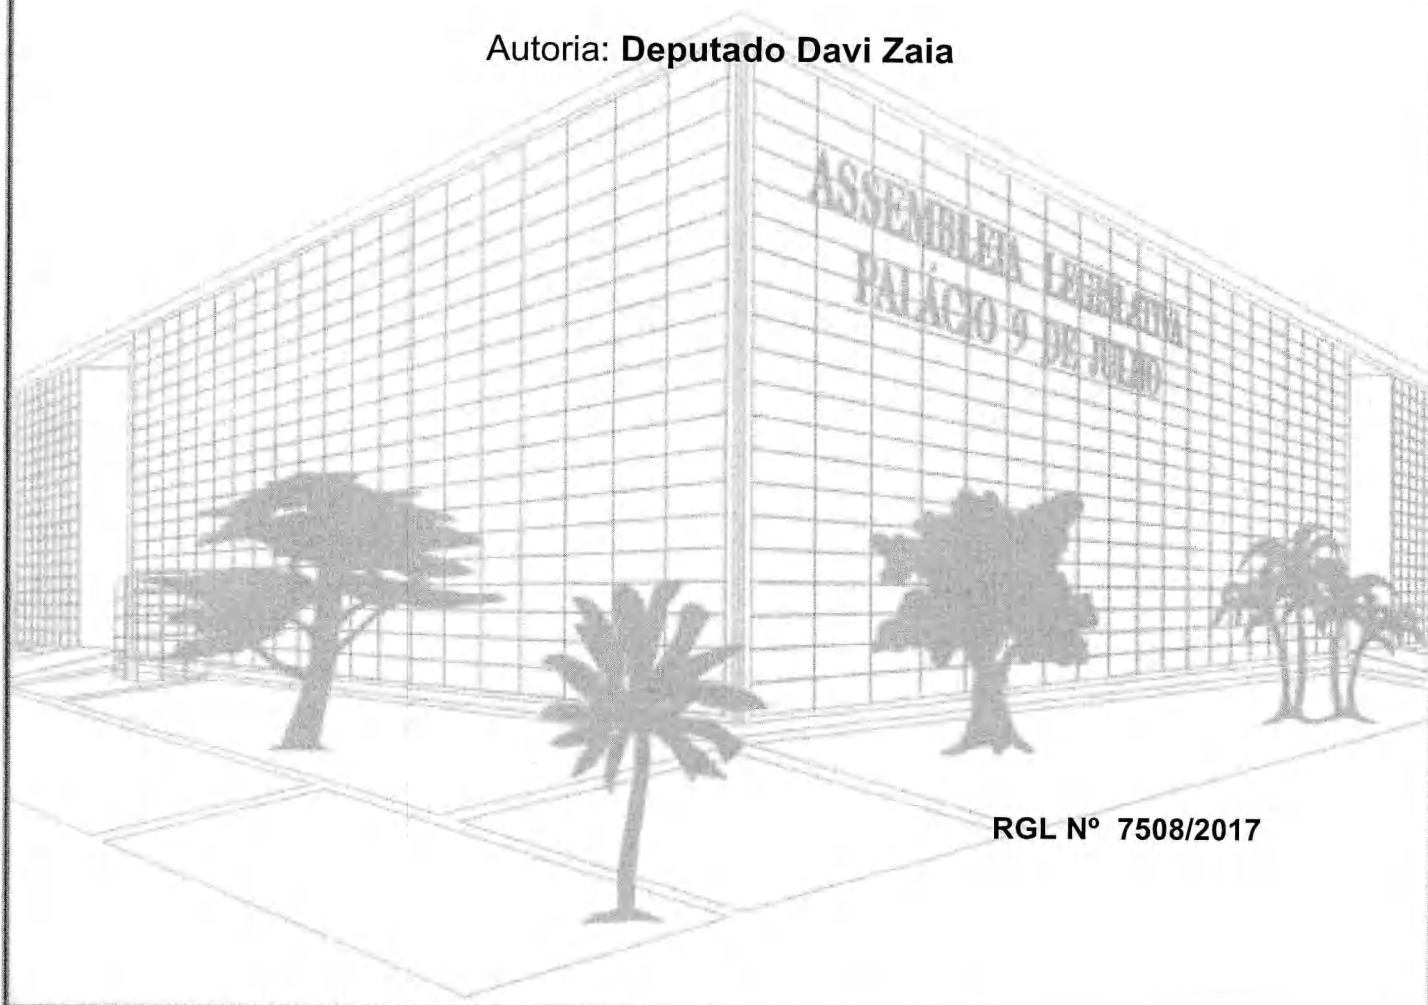 Autoria: Deputado Davi Zaia
ASSEMBLEIA LEGISLATIVA
PALÁCIO 9 DE JULHO
RGL Nº 7508/2017